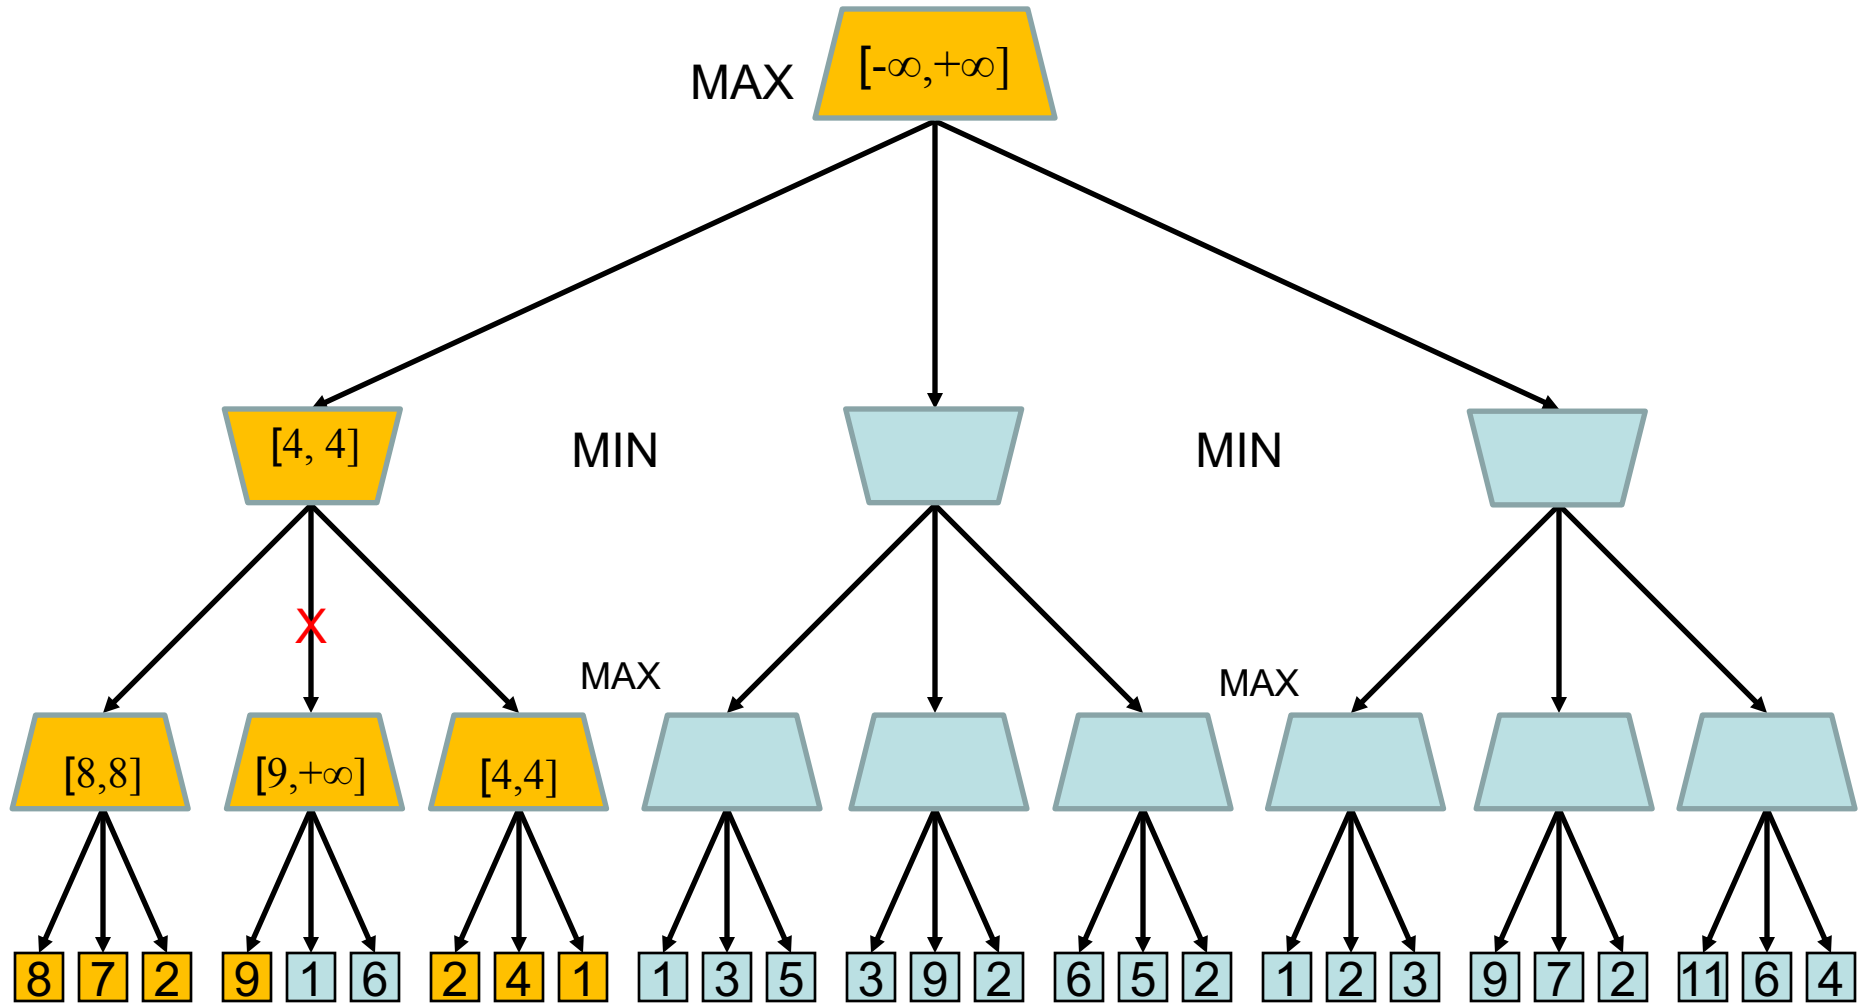 MAX [-∞,+∞]
[4, 4] MIN MIN
X
MAX MAX
[8,8] [9,+∞] [4,4]
8 7 2 9 1 6 2 4 1 1 3 5 3 9 2 6 5 2 1 2 3 9 7 2 11 6 4